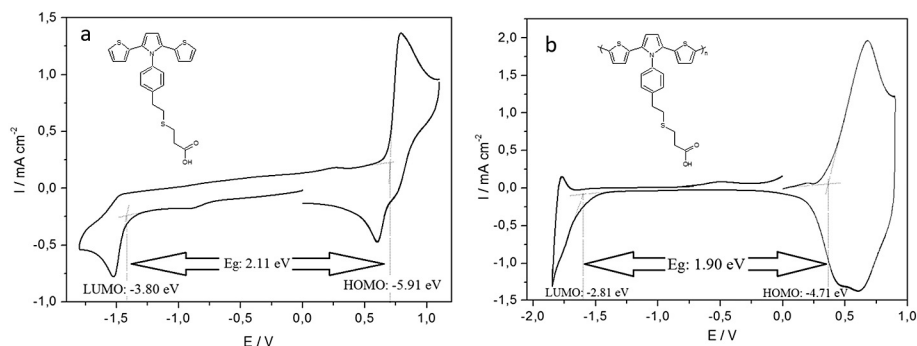 a
S
S
N
S
O
OH
I / mA cm-2
1,5
1,0
0,5
0,0
-0,5
1,0
Eg: 2.11 eV
LUMO: -3.80 eV
HOMO: -5.91 eV
-1,5
-1,0
-0,5
0,0
0,5
1,0
E / V
b
S
S
n
N
S
O
OH
I / mA cm-2
2,5
2,0
1,5
1,0
0,5
0,0
-0,5
-1,0
-1,5
Eg: 1.90 eV
LUMO: -2.81 eV
HOMO: -4.71 eV
-2,0
-1,5
-1,0
-0,5
0,0
0,5
1,0
E / V